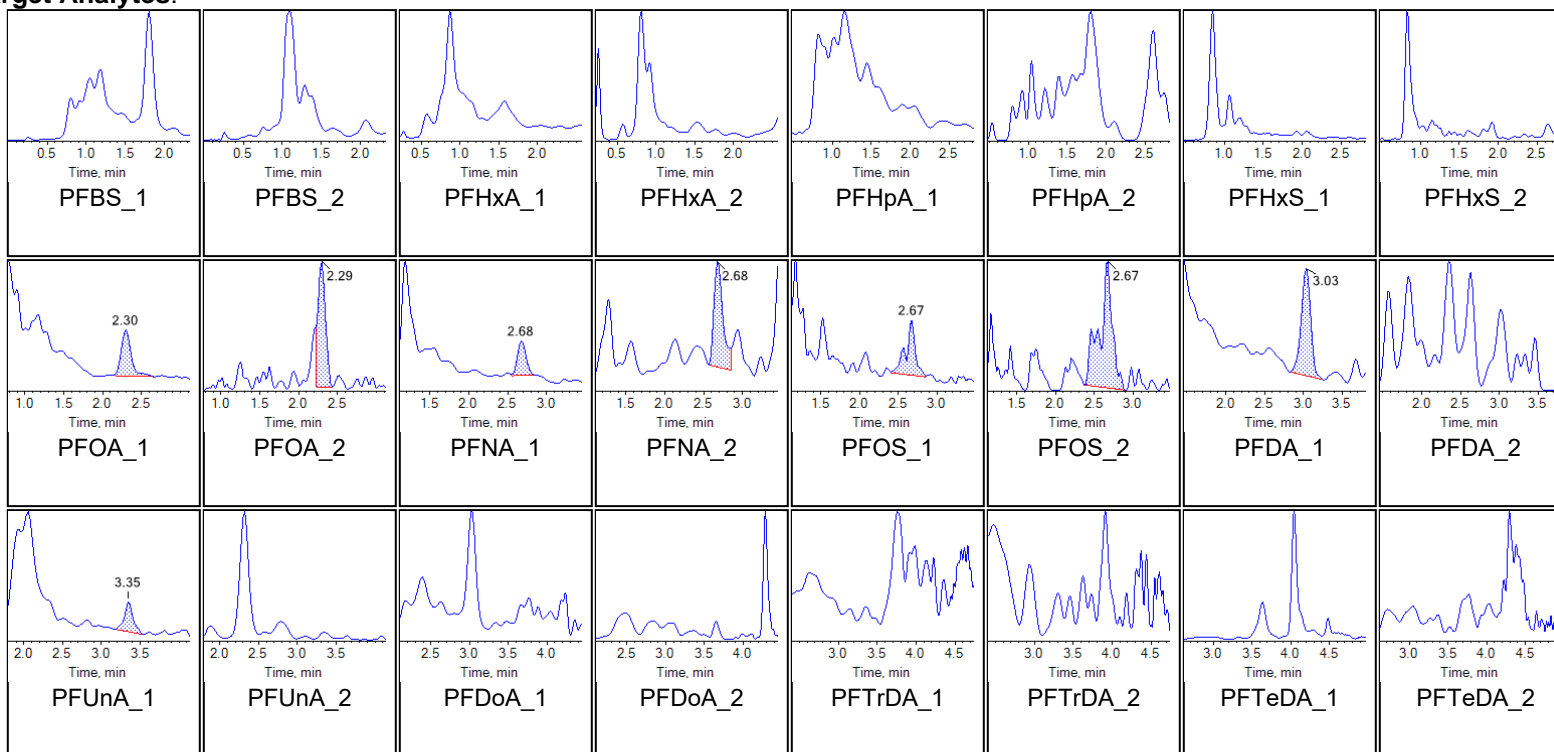 rget Analytes:
0.5 1.0 1.5 2.0 0.5 1.0 1.5 2.0 0.5 1.0 1.5 2.0 0.5 1.0 1.5 2.0 1.0 1.5 2.0 2.5 1.0 1.5 2.0 2.5 1.0 1.5 2.0 2.5 1.0 1.5 2.0 2.5
Time, min Time, min Time, min Time, min Time, min Time, min Time, min Time, min
PFBS_1 PFBS_2 PFHxA_1 PFHxA_2 PFHpA_1 PFHpA_2 PFHxS_1 PFHxS_2
2.30 2.29 2.68 2.68 2.67 2.67 3.03
1.0 1.5 2.0 2.5 1.0 1.5 2.0 2.5 1.5 2.0 2.5 3.0 1.5 2.0 2.5 3.0 1.5 2.0 2.5 3.0 1.5 2.0 2.5 3.0 2.0 2.5 3.0 3.5 2.0 2.5 3.0 3.5
Time, min Time, min Time, min Time, min Time, min Time, min Time, min Time, min
PFOA_1 PFOA_2 PFNA_1 PFNA_2 PFOS_1 PFOS_2 PFDA_1 PFDA_2
3.35
2.0 2.5 3.0 3.5 4.0 2.0 2.5 3.0 3.5 4.0 2.5 3.0 3.5 4.0 2.5 3.0 3.5 4.0 3.0 3.5 4.0 4.5 3.0 3.5 4.0 4.5 3.0 3.5 4.0 4.5 3.0 3.5 4.0 4.5
Time, min Time, min Time, min Time, min Time, min Time, min Time, min Time, min
PFUnA_1 PFUnA_2 PFDoA_1 PFDoA_2 PFTrDA_1 PFTrDA_2 PFTeDA_1 PFTeDA_2